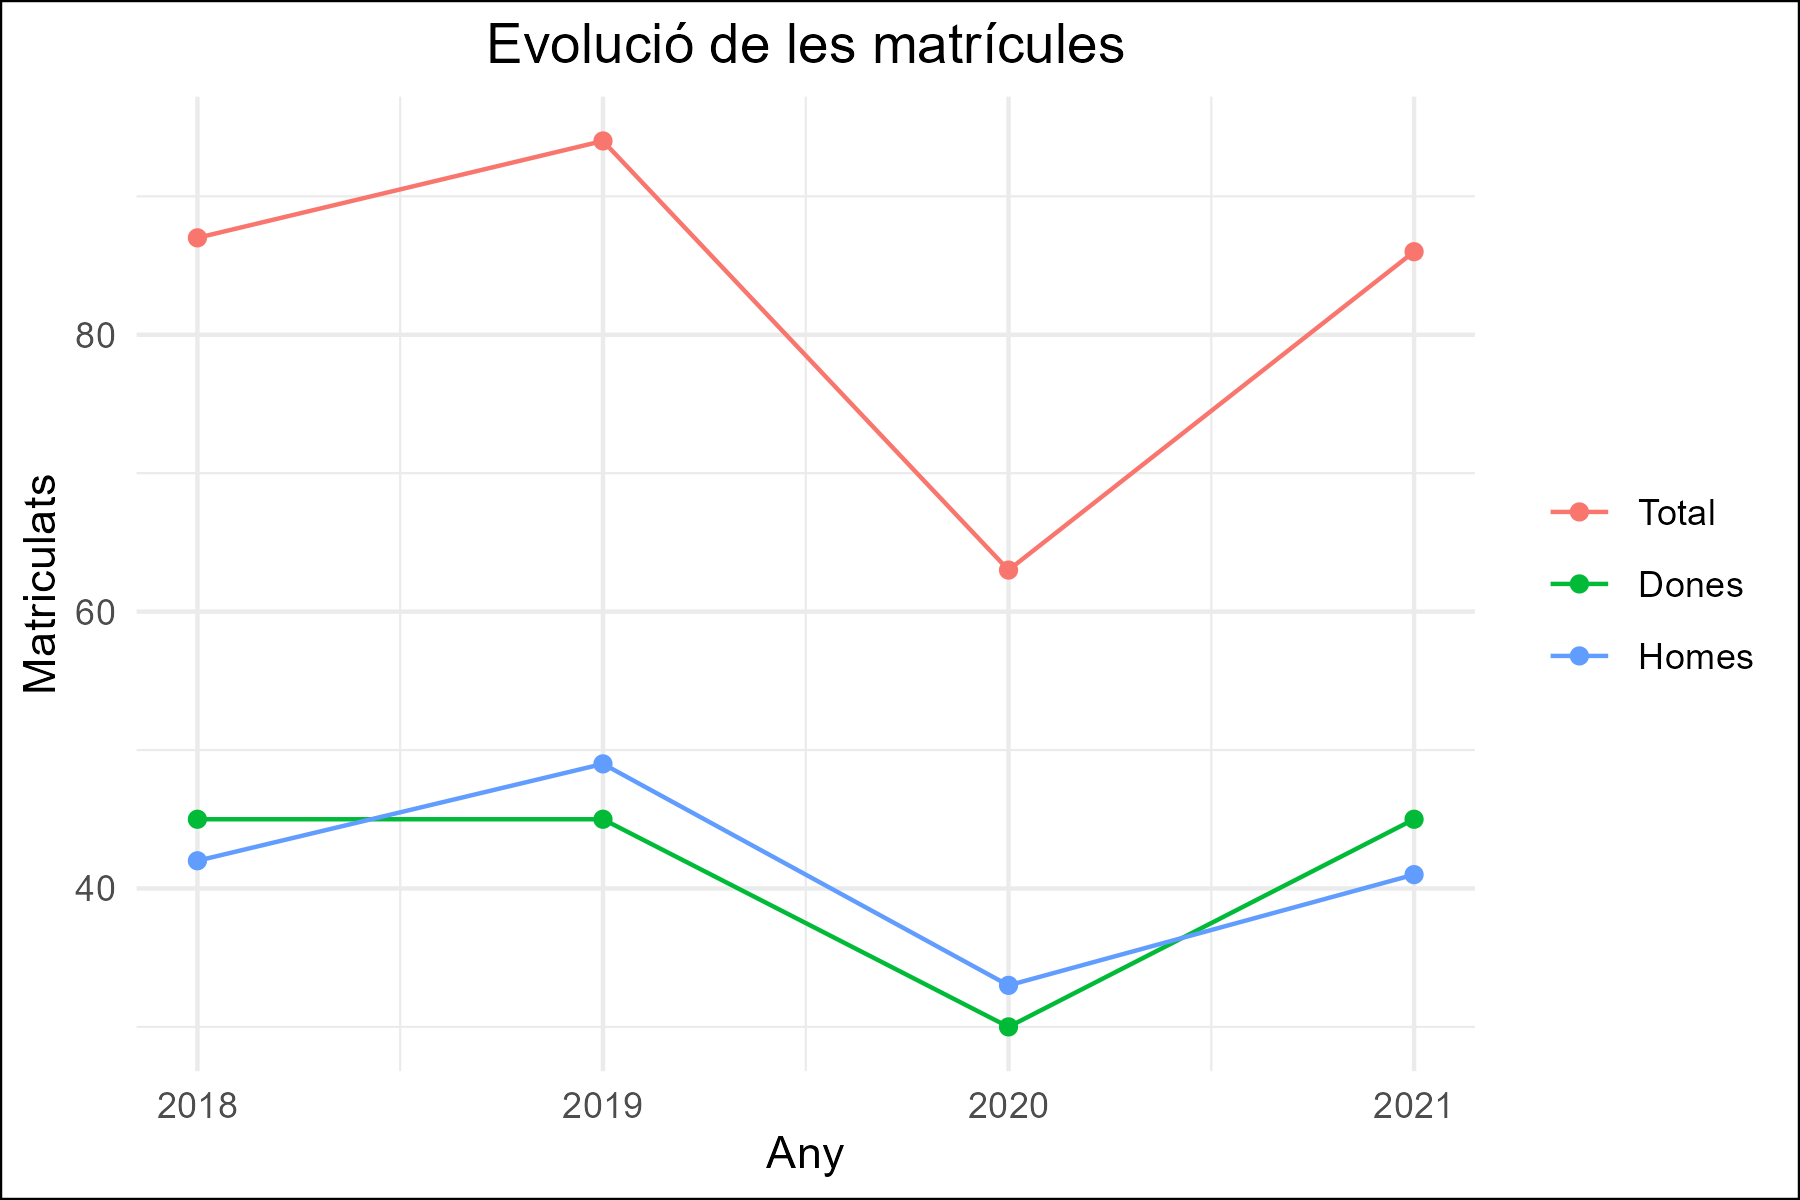 Evolució de les matrícules
Matriculats
80
60
40
2018 2019 2020 2021
Any
Total
Dones
Homes